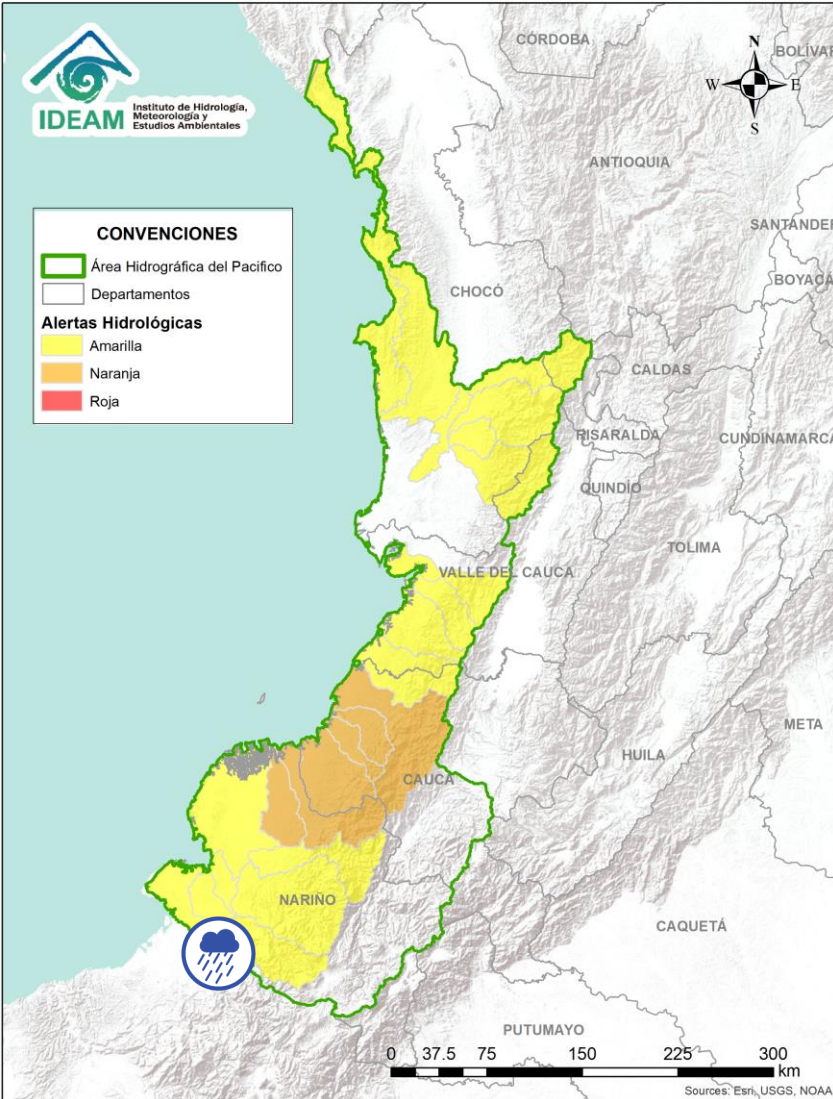 IDEAM
Instituto de Hidrología,
Meteorología y
Estudios Ambientales
N
W
E
S
CÓRDOBA
BOLÍVAR
ANTIOQUIA
SANTANDER
BOYACÁ
CHOCÓ
CONVENCIONES
Área Hidrográfica del Pacifico
Departamentos
Alertas Hidrológicas
Amarilla
Naranja
Roja
CALDAS
RISARALDA
CUNDINAMARCA
QUINDÍO
TOLIMA
VALLE DEL CAUCA
META
HUILA
CAUCA
NARIÑO
CAQUETÁ
PUTUMAYO
0 37.5 75 150 225 300
km
Sources: Esri, USGS, NOAA